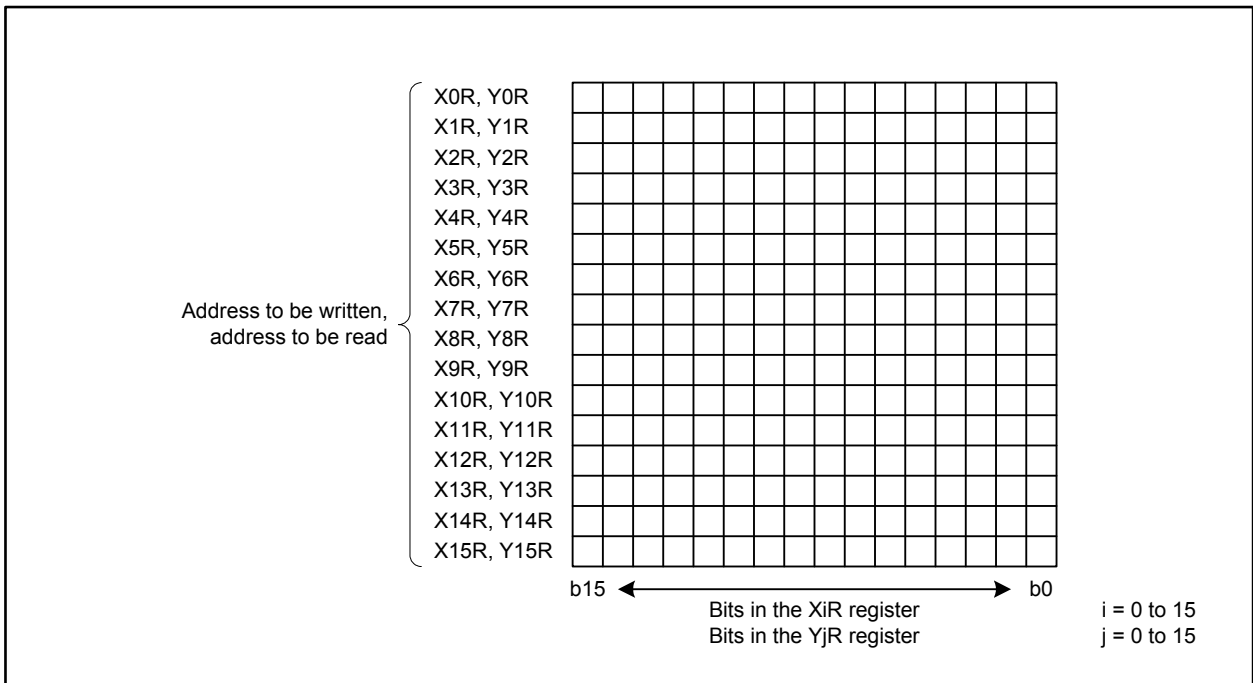 X0R, Y0R
X1R, Y1R
X2R, Y2R
X3R, Y3R
X4R, Y4R
X5R, Y5R
X6R, Y6R
X7R, Y7R
X8R, Y8R
X9R, Y9R
X10R, Y10R
X11R, Y11R
X12R, Y12R
X13R, Y13R
X14R, Y14R
X15R, Y15R
Address to be written,
address to be read
b15 b0
Bits in the XiR register i = 0 to 15
Bits in the YjR register j = 0 to 15